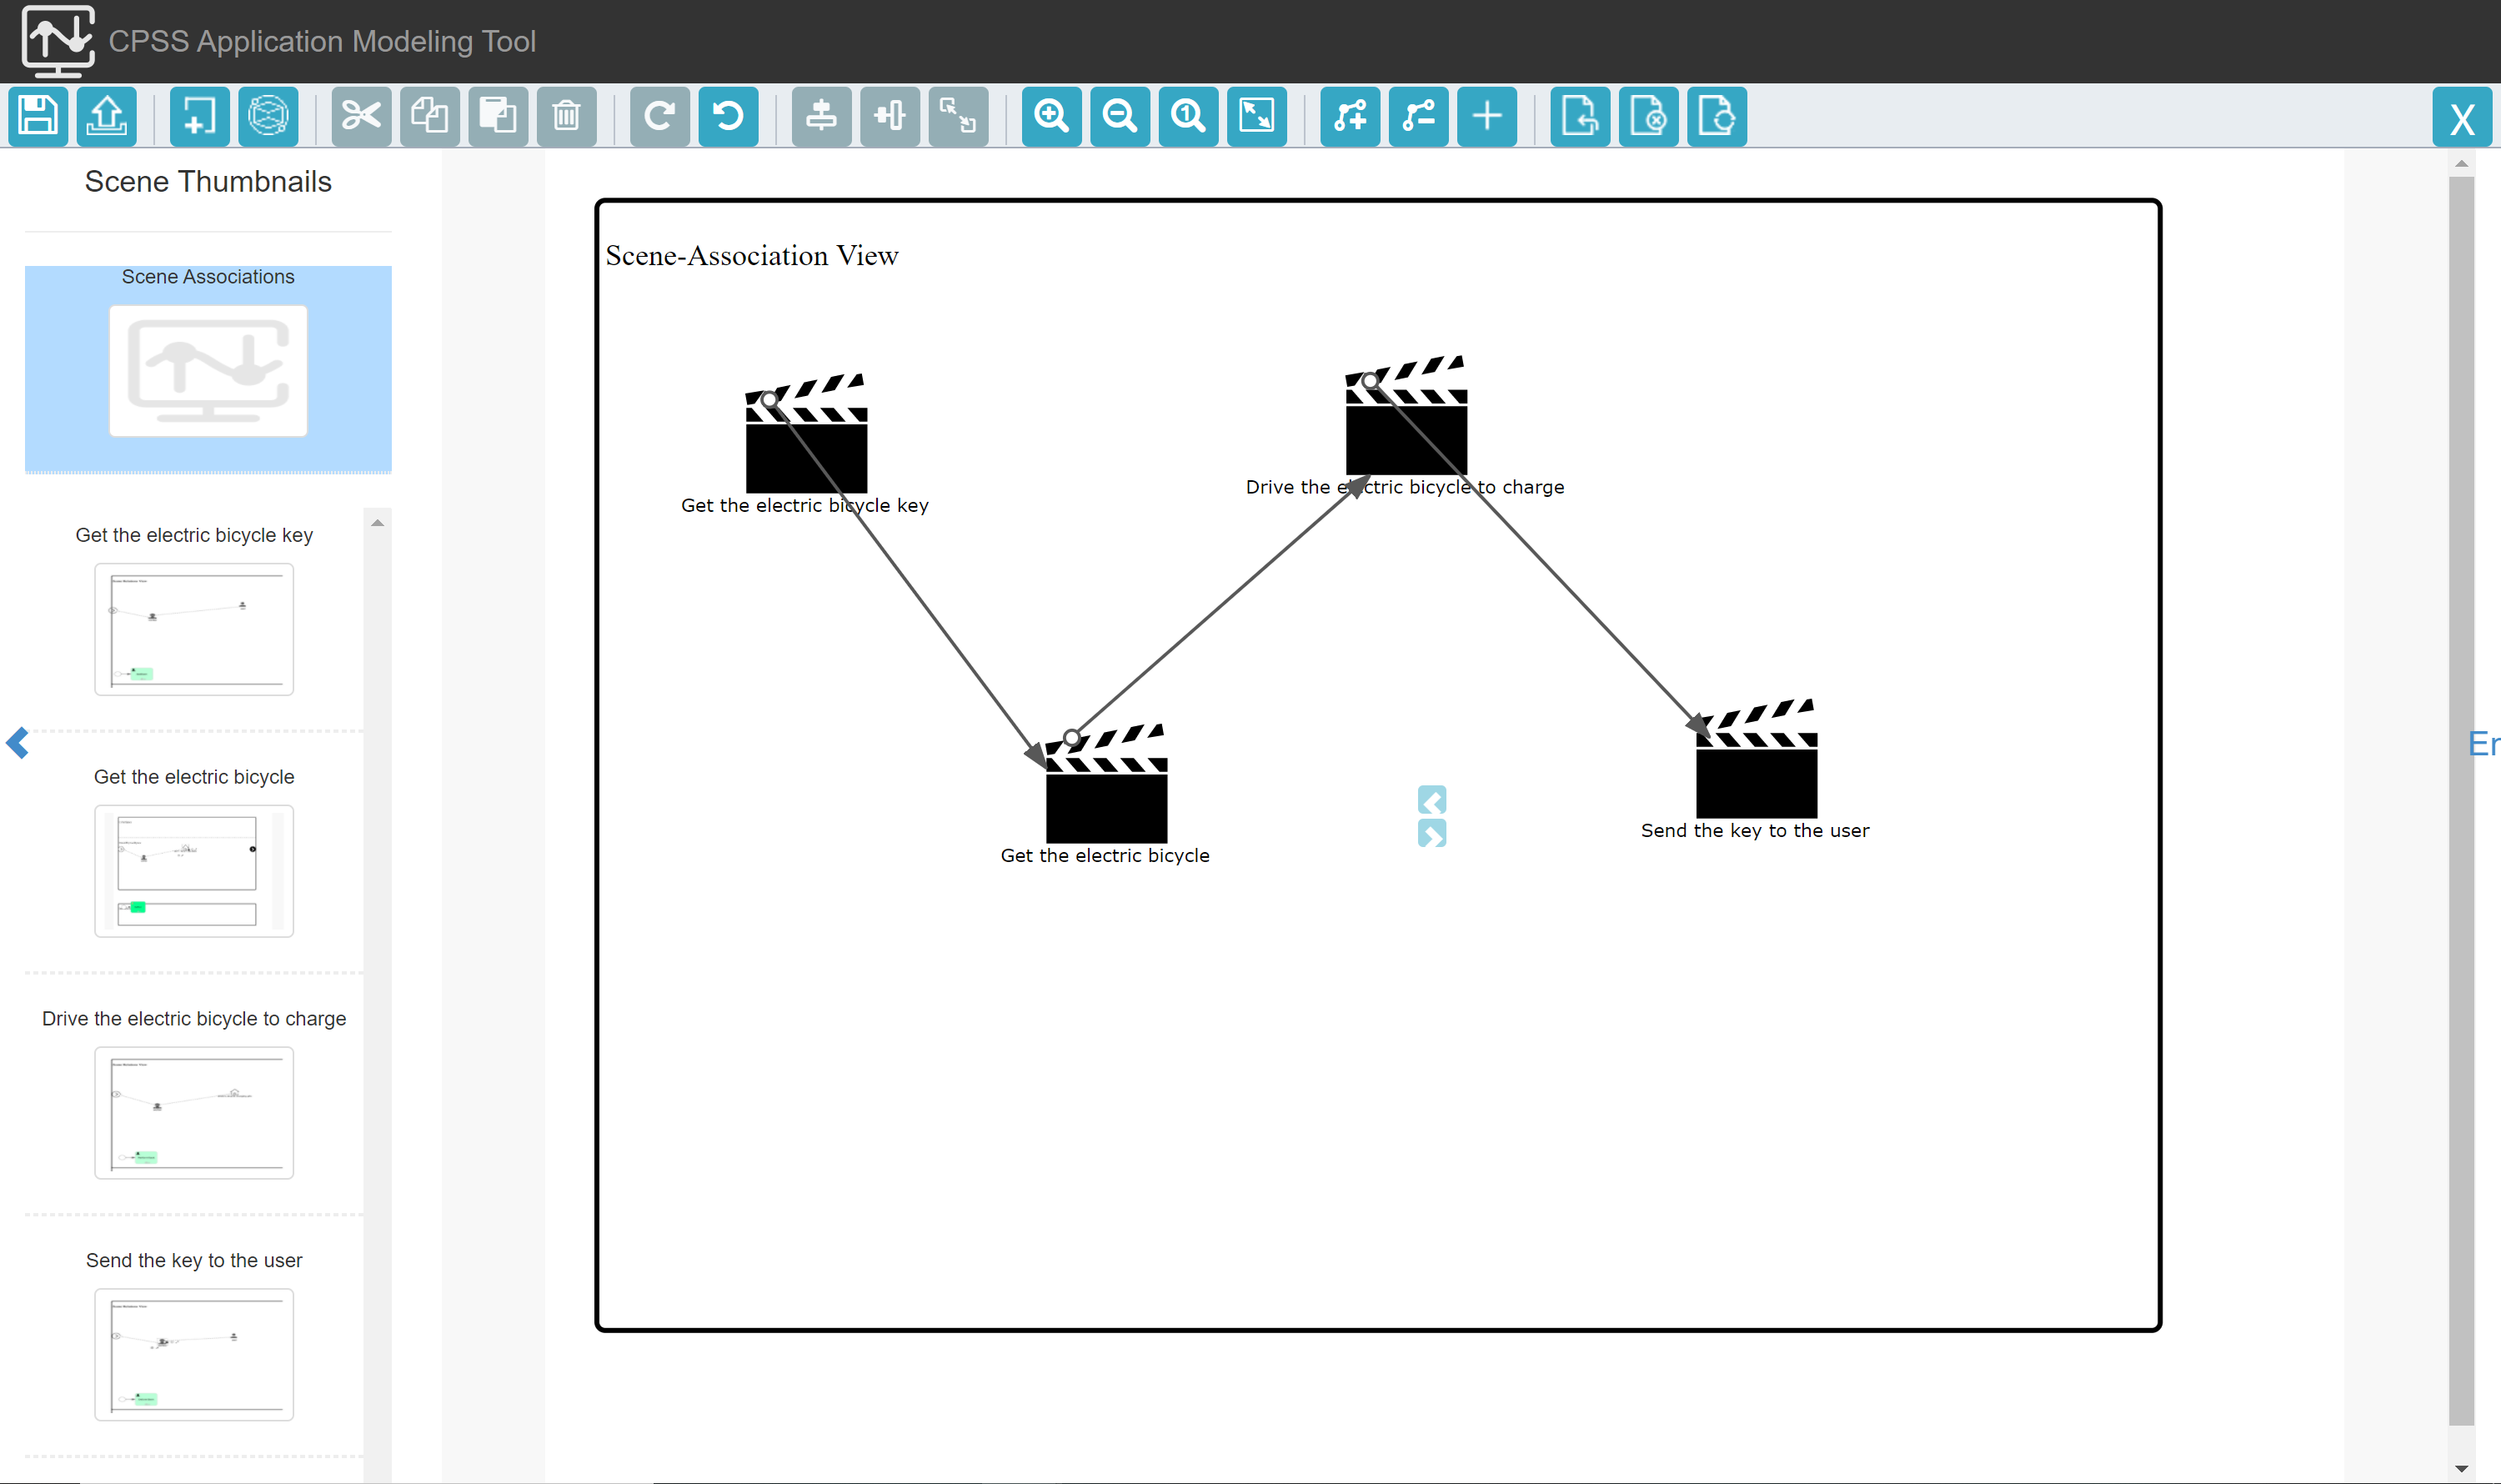 CPSS Application Modeling Tool
1
X
Scene Thumbnails
Scene Associations
Get the electric bicycle key
Get the electric bicycle
Drive the electric bicycle to charge
Send the key to the user
Scene-Association View
Get the electric bicycle key
Drive the electric bicycle to charge
Get the electric bicycle
Send the key to the user
Er